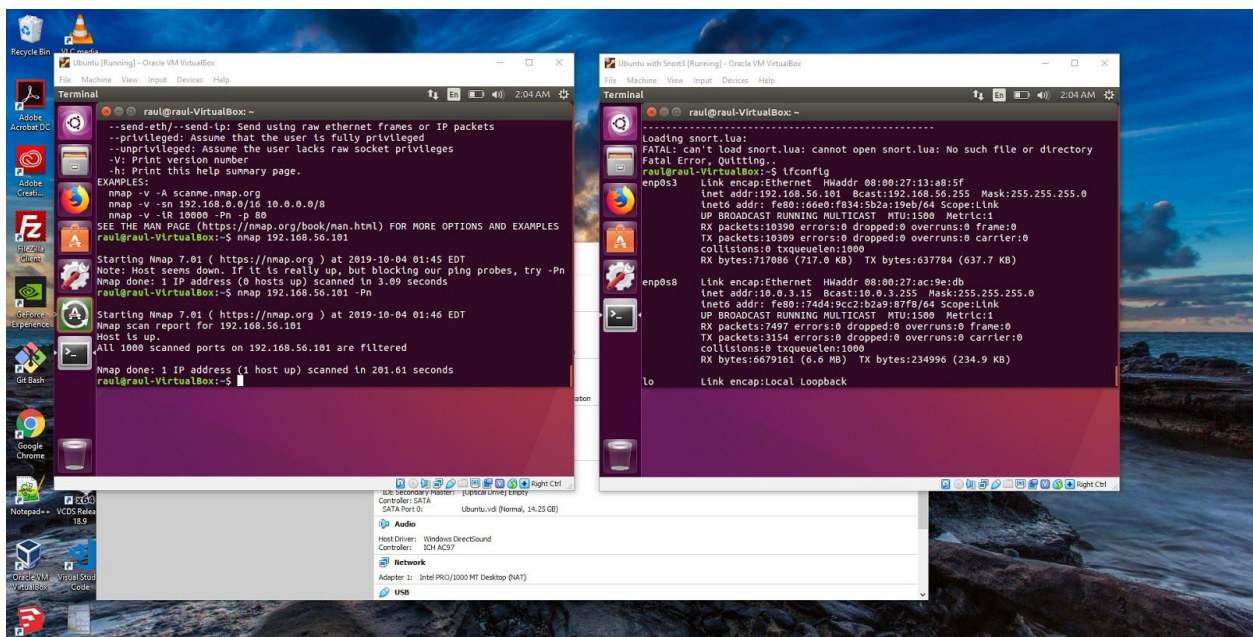 Recycle Bin
VLC media
Adobe
Acrobat DC
Adobe
Creati...
FileZilla
Client
GeForce
Experience
Git Bash
Google
Chrome
Notepad++
VCDS Relea
18.9
Oracle VM
VirtualBox
Visual Stud
Code
Ubuntu [Running] - Oracle VM VirtualBox
File Machine View Input Devices Help
Terminal
En
2:04 AM
raul@raul-VirtualBox: ~
--send-eth/--send-ip: Send using raw ethernet frames or IP packets
--privileged: Assume that the user is fully privileged
--unprivileged: Assume the user lacks raw socket privileges
-V: Print version number
-h: Print this help summary page.
EXAMPLES:
nmap -v -A scanme.nmap.org
nmap -v -sn 192.168.0.0/16 10.0.0.0/8
nmap -v -iR 10000 -Pn -p 80
SEE THE MAN PAGE (https://nmap.org/book/man.html) FOR MORE OPTIONS AND EXAMPLES
raul@raul-VirtualBox:~$ nmap 192.168.56.101
Starting Nmap 7.01 ( https://nmap.org ) at 2019-10-04 01:45 EDT
Note: Host seems down. If it is really up, but blocking our ping probes, try -Pn
Nmap done: 1 IP address (0 hosts up) scanned in 3.09 seconds
raul@raul-VirtualBox:~$ nmap 192.168.56.101 -Pn
Starting Nmap 7.01 ( https://nmap.org ) at 2019-10-04 01:46 EDT
Nmap scan report for 192.168.56.101
Host is up.
All 1000 scanned ports on 192.168.56.101 are filtered
Nmap done: 1 IP address (1 host up) scanned in 201.61 seconds
raul@raul-VirtualBox:~$
Right Ctrl
Ubuntu with Snort3 [Running] - Oracle VM VirtualBox
File Machine View Input Devices Help
Terminal
En
2:04 AM
raul@raul-VirtualBox: ~
--------------------------------------------------
Loading snort.lua:
FATAL: can't load snort.lua: cannot open snort.lua: No such file or directory
Fatal Error, Quitting..
raul@raul-VirtualBox:~$ ifconfig
enp0s3 Link encap:Ethernet HWaddr 08:00:27:13:a8:5f
inet addr:192.168.56.101 Bcast:192.168.56.255 Mask:255.255.255.0
inet6 addr: fe80::66e0:f834:5b2a:19eb/64 Scope:Link
UP BROADCAST RUNNING MULTICAST MTU:1500 Metric:1
RX packets:10390 errors:0 dropped:0 overruns:0 frame:0
TX packets:10309 errors:0 dropped:0 overruns:0 carrier:0
collisions:0 txqueuelen:1000
RX bytes:717086 (717.0 KB) TX bytes:637784 (637.7 KB)
enp0s8 Link encap:Ethernet HWaddr 08:00:27:ac:9e:db
inet addr:10.0.3.15 Bcast:10.0.3.255 Mask:255.255.255.0
inet6 addr: fe80::74d4:9cc2:b2a9:87f8/64 Scope:Link
UP BROADCAST RUNNING MULTICAST MTU:1500 Metric:1
RX packets:7497 errors:0 dropped:0 overruns:0 frame:0
TX packets:3154 errors:0 dropped:0 overruns:0 carrier:0
collisions:0 txqueuelen:1000
RX bytes:6679161 (6.6 MB) TX bytes:234996 (234.9 KB)
lo Link encap:Local Loopback
Right Ctrl
IDE Secondary Master: [Optical Drive] Empty
Controller: SATA
SATA Port 0: Ubuntu.vdi (Normal, 14.25 GB)
Audio
Host Driver: Windows DirectSound
Controller: ICH AC97
Network
Adapter 1: Intel PRO/1000 MT Desktop (NAT)
USB